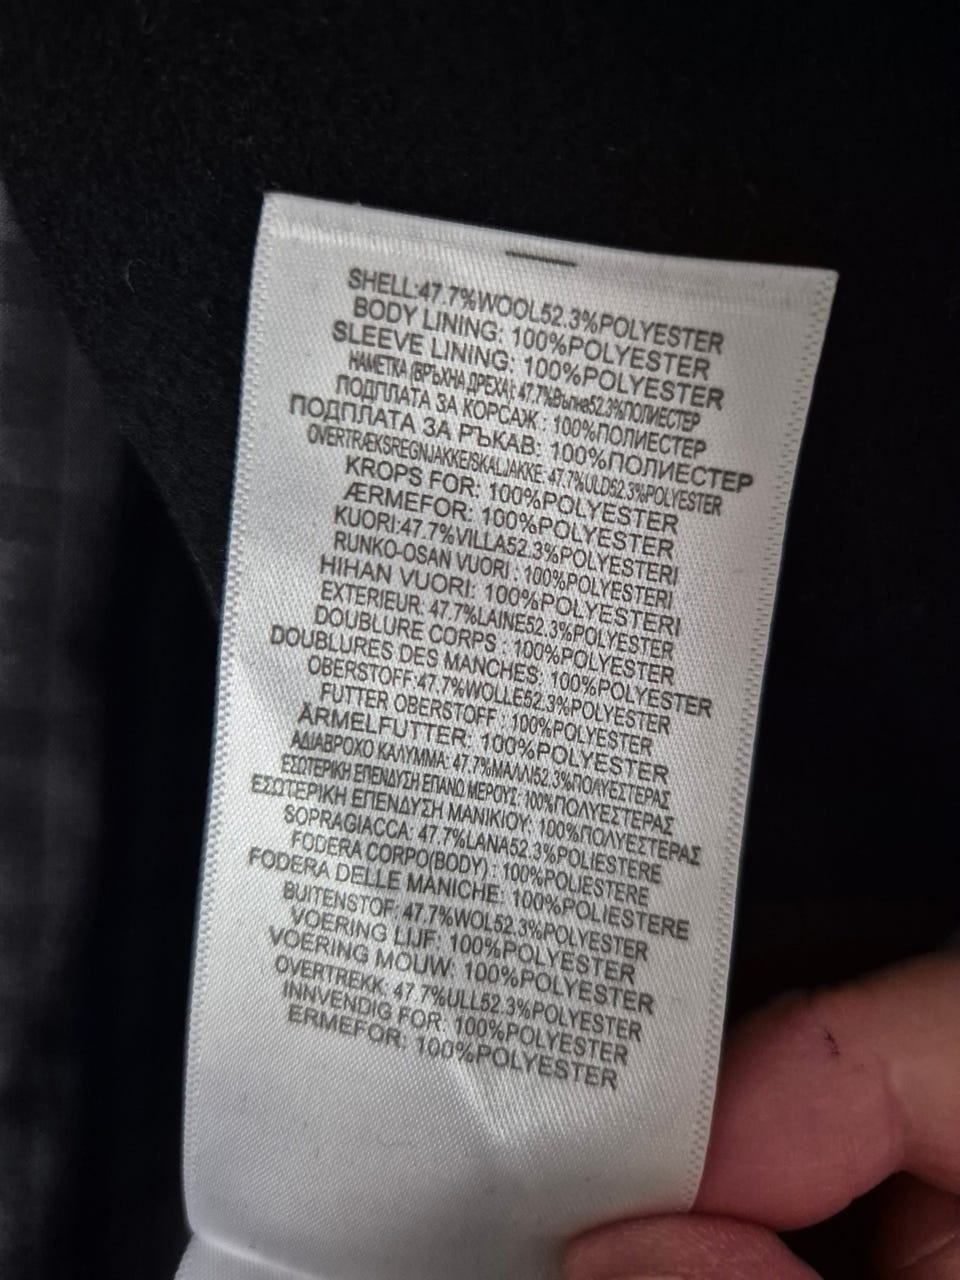 SHELL:47.7%WOOL52.3%POLYESTER
BODY LINING: 100%POLYESTER
SLEEVE LINING: 100%POLYESTER
НАМЕТКА (ВРЪХНА ДРЕХА): 47.7%Вълна52.3%ПОЛИЕСТЕР
ПОДПЛАТА ЗА КОРСАЖ : 100%ПОЛИЕСТЕР
ПОДПЛАТА ЗА РЪКАВ: 100%ПОЛИЕСТЕР
OVERTRÆKSREGNJAKKE/SKALJAKKE: 47.7%ULD52.3%POLYESTER
KROPS FOR: 100%POLYESTER
ÆRMEFOR: 100%POLYESTER
KUORI:47.7%VILLA52.3%POLYESTERI
RUNKO-OSAN VUORI : 100%POLYESTERI
HIHAN VUORI: 100%POLYESTERI
EXTERIEUR: 47.7%LAINE52.3%POLYESTER
DOUBLURE CORPS : 100%POLYESTER
DOUBLURES DES MANCHES: 100%POLYESTER
OBERSTOFF:47.7%WOLLE52.3%POLYESTER
FUTTER OBERSTOFF : 100%POLYESTER
ÄRMELFUTTER: 100%POLYESTER
ΑΔΙΑΒΡΟΧΟ ΚΑΛΥΜΜΑ: 47.7%ΜΑΛΛΙ52.3%ΠΟΛΥΕΣΤΕΡΑΣ
ΕΣΩΤΕΡΙΚΗ ΕΠΕΝΔΥΣΗ ΕΠΑΝΩ ΜΕΡΟΥΣ: 100%ΠΟΛΥΕΣΤΕΡΑΣ
ΕΣΩΤΕΡΙΚΗ ΕΠΕΝΔΥΣΗ ΜΑΝΙΚΙΟΥ: 100%ΠΟΛΥΕΣΤΕΡΑΣ
SOPRAGIACCA: 47.7%LANA52.3%POLIESTERE
FODERA CORPO(BODY) : 100%POLIESTERE
FODERA DELLE MANICHE: 100%POLIESTERE
BUITENSTOF: 47.7%WOL52.3%POLYESTER
VOERING LIJF: 100%POLYESTER
VOERING MOUW: 100%POLYESTER
OVERTREKK: 47.7%ULL52.3%POLYESTER
INNVENDIG FOR: 100%POLYESTER
ERMEFOR: 100%POLYESTER